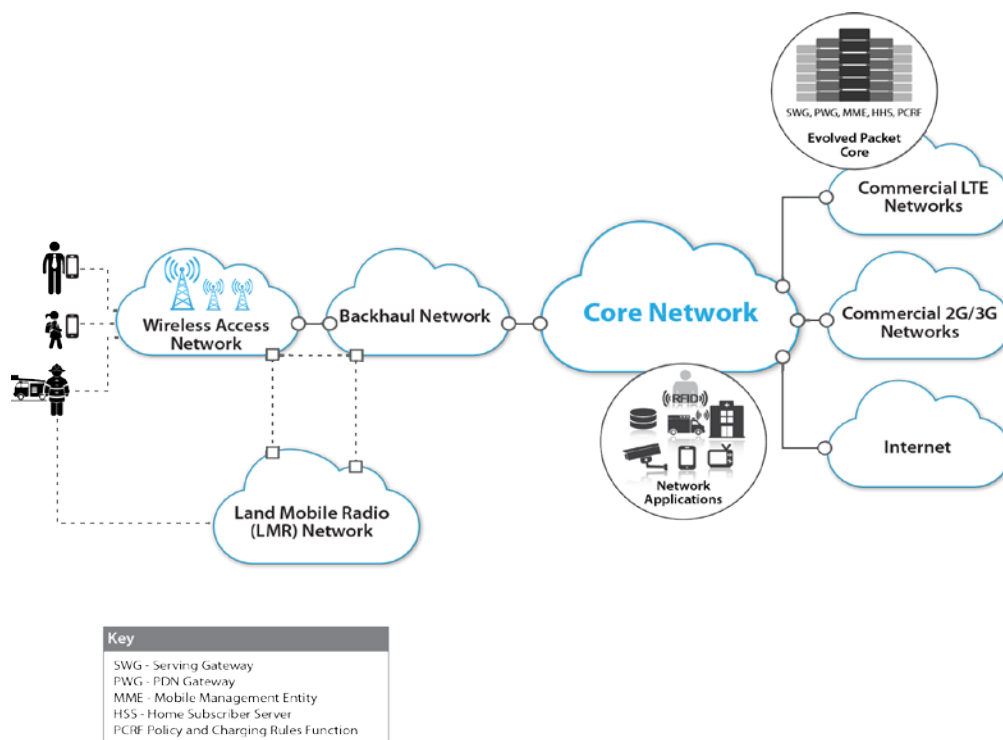 SWG, PWG, MME, HHS, PCRF
Evolved Packet
Core
Commercial LTE
Networks
Wireless Access
Network
Backhaul Network
Core Network
Commercial 2G/3G
Networks
RFID
Network
Applications
Internet
Land Mobile Radio
(LMR) Network
Key
SWG - Serving Gateway
PWG - PDN Gateway
MME - Mobile Management Entity
HSS - Home Subscriber Server
PCRF Policy and Charging Rules Function